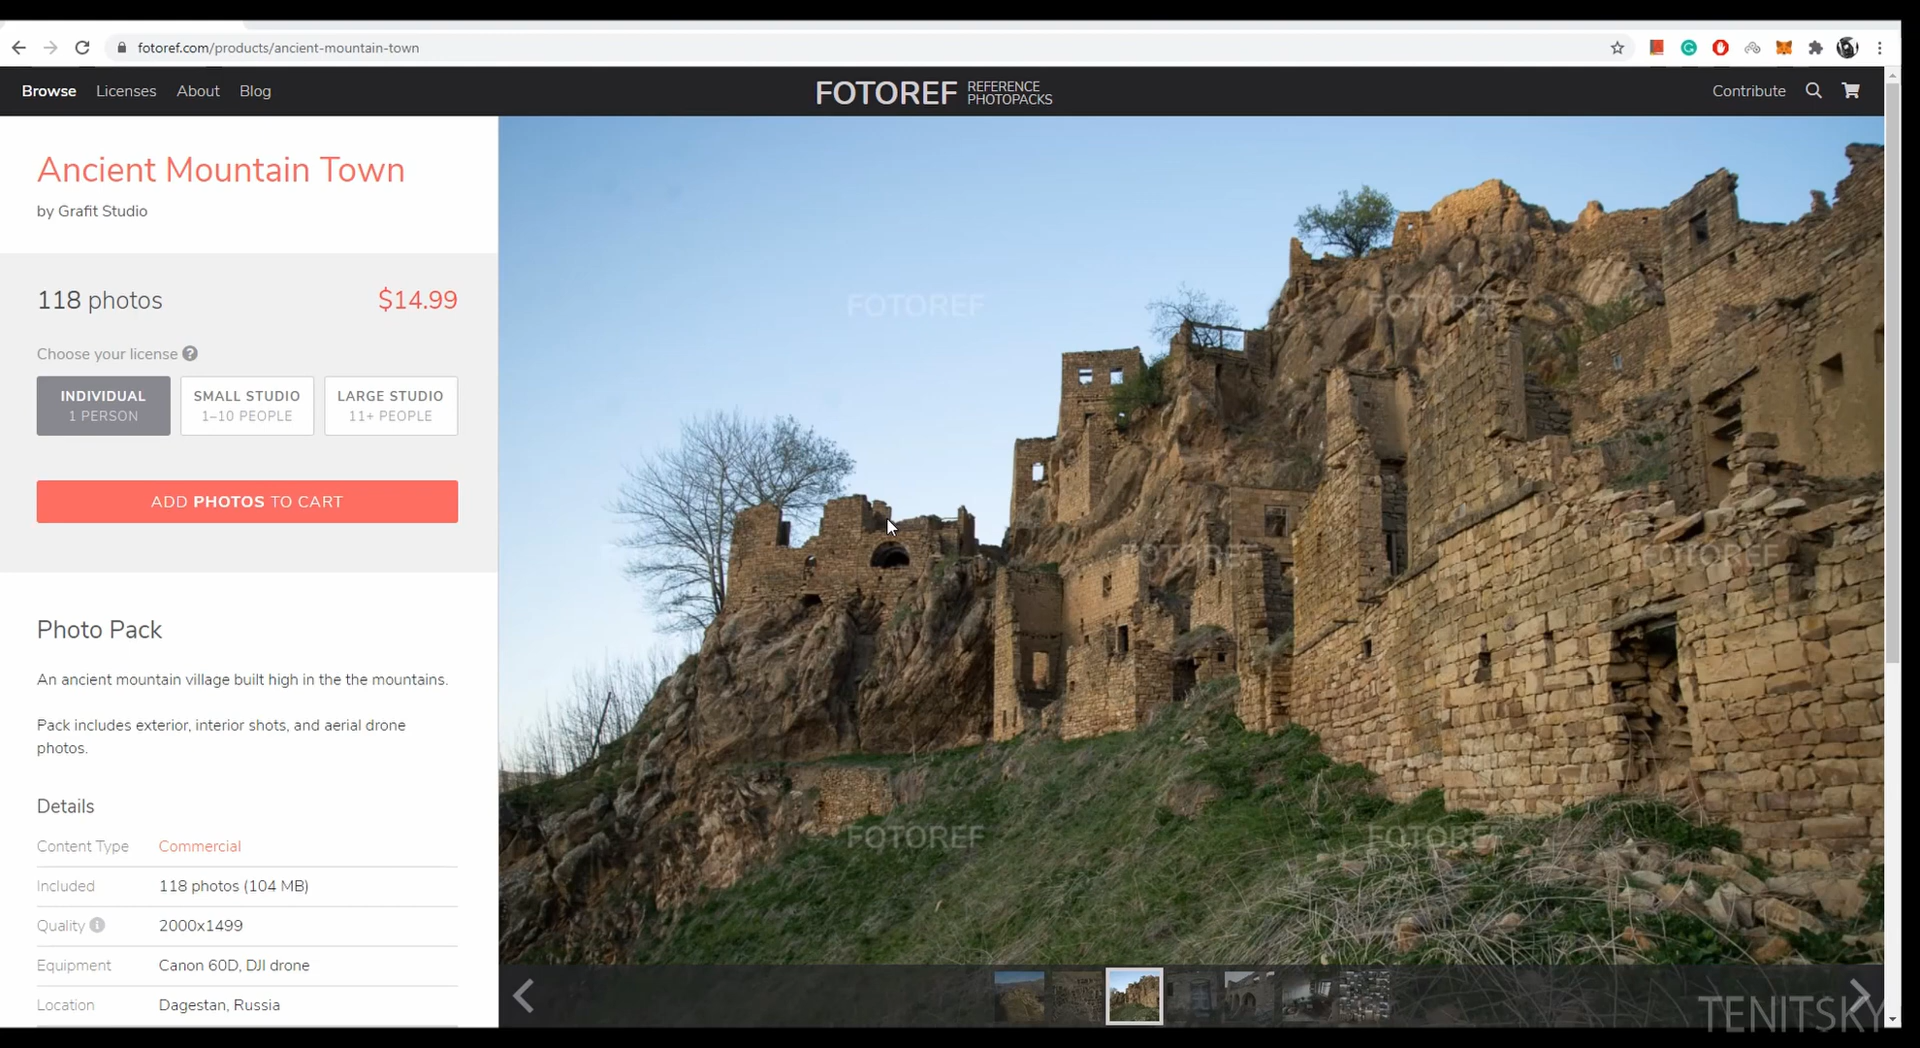 fotoref.com/products/ancient-mountain-town
Browse Licenses About Blog
FOTOREF REFERENCE
PHOTOPACKS
Contribute
Ancient Mountain Town
by Grafit Studio
118 photos $14.99
Choose your license ?
INDIVIDUAL
1 PERSON
SMALL STUDIO
1–10 PEOPLE
LARGE STUDIO
11+ PEOPLE
ADD PHOTOS TO CART
Photo Pack
An ancient mountain village built high in the the mountains.
Pack includes exterior, interior shots, and aerial drone
photos.
Details
Content Type Commercial
Included 118 photos (104 MB)
Quality 2000x1499
Equipment Canon 60D, DJI drone
Location Dagestan, Russia
FOTOREF
FOTOREF
FOTOREF
FOTOREF
FOTOREF
FOTOREF
TENITSKY